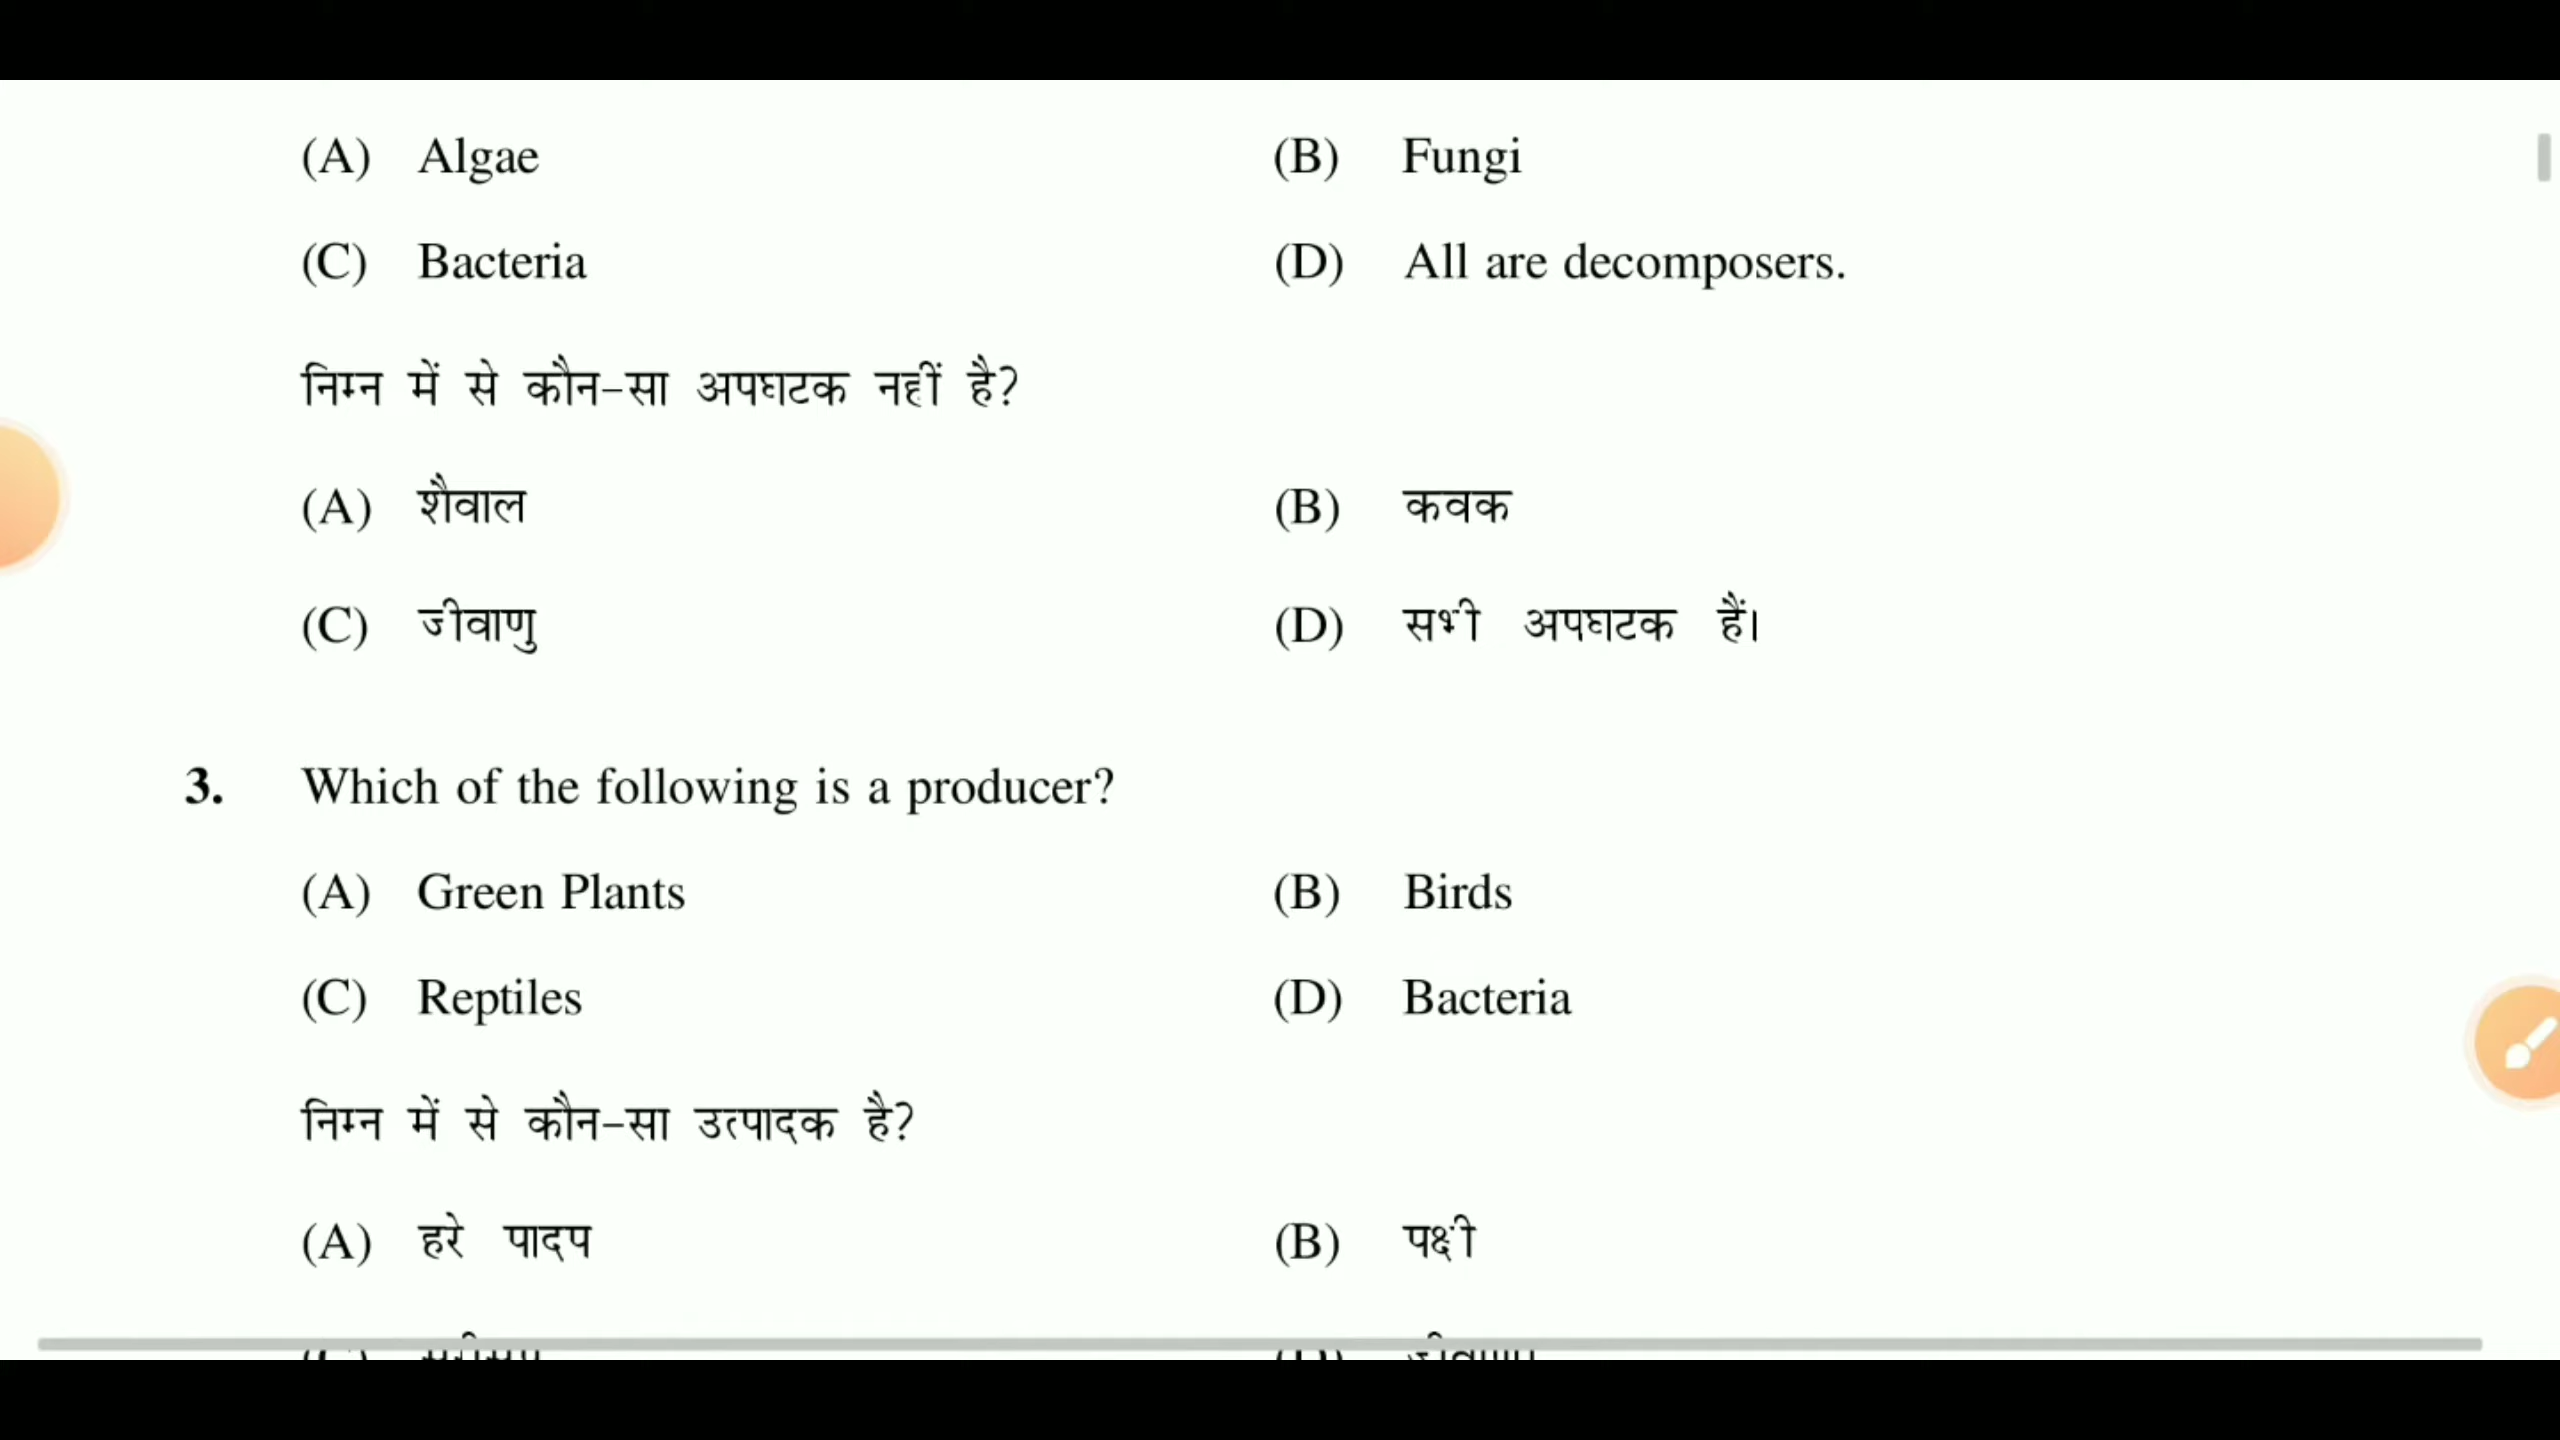 (A) Algae (B) Fungi
(C) Bacteria (D) All are decomposers.
निम्न में से कौन-सा अपघटक नहीं है?
(A) शैवाल (B) कवक
(C) जीवाणु (D) सभी अपघटक हैं।
3. Which of the following is a producer?
(A) Green Plants (B) Birds
(C) Reptiles (D) Bacteria
निम्न में से कौन-सा उत्पादक है?
(A) हरे पादप (B) पक्षी